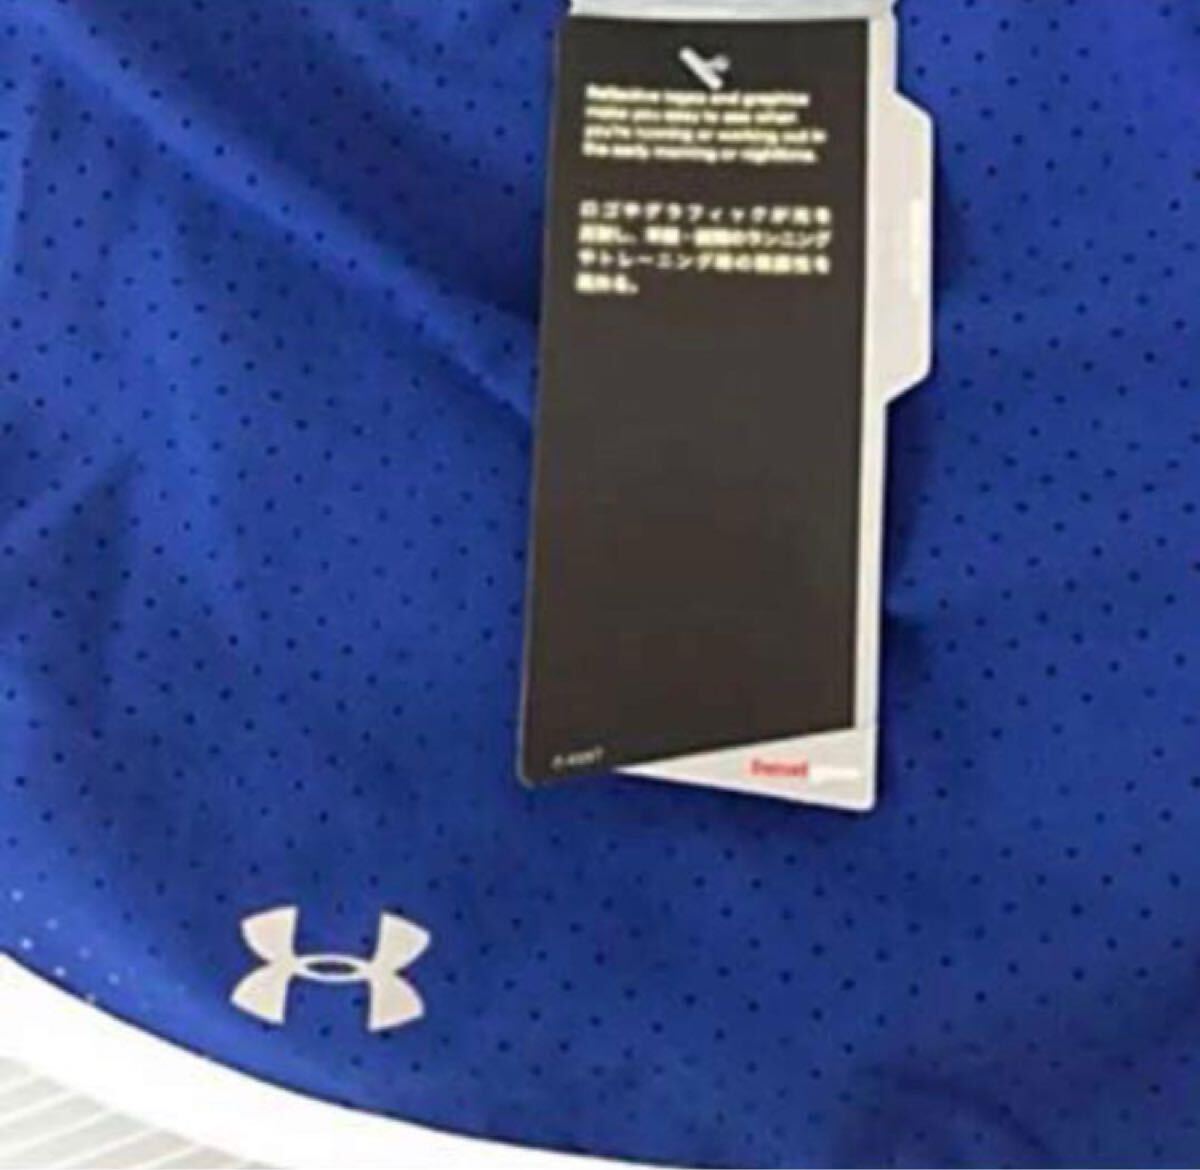 Reflective logos and graphics
make you easy to see when
you're running or working out in
the early morning or nighttime.
ロゴやグラフィックが光を
反射し、早朝・夜間のランニング
やトレーニング時の視認性を
高める。